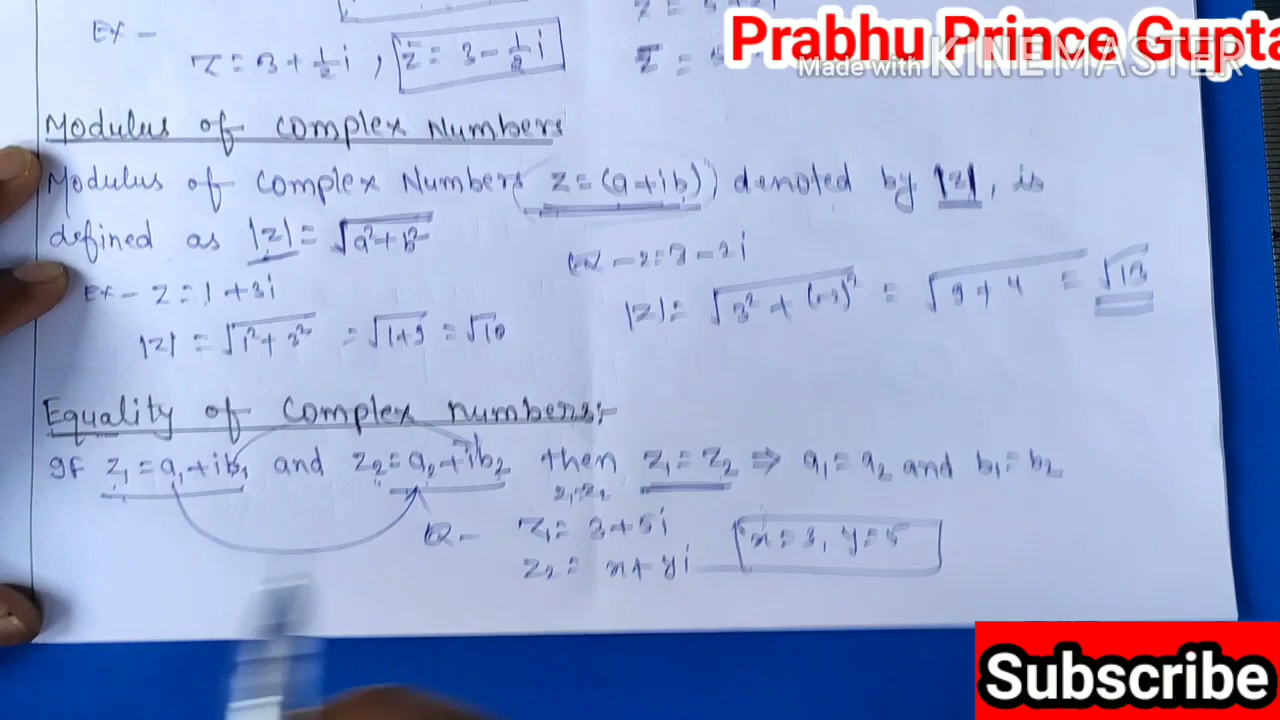 Prabhu Prince Gupta
Made with KINEMASTER
Ex -
z = 3 + 1/2 i , z̄ = 3 - 1/2 i
Modulus of complex Numbers
Modulus of complex Numbers z = (a+ib) denoted by |z|, is
defined as |z| = √a²+b²
Ex - z = 3 - 2i
Ex - z = 1 + 3i
|z| = √3² + (-2)² = √9 + 4 = √13
|z| = √1² + 3² = √1+9 = √10
Equality of complex numbers:-
If z₁ = a₁+ib₁ and z₂ = a₂+ib₂ then z₁ = z₂ ⇒ a₁ = a₂ and b₁ = b₂
z₁=z₂
Q - z₁ = 3 + 5i
x = 3, y = 5
z₂ = x + yi
Subscribe